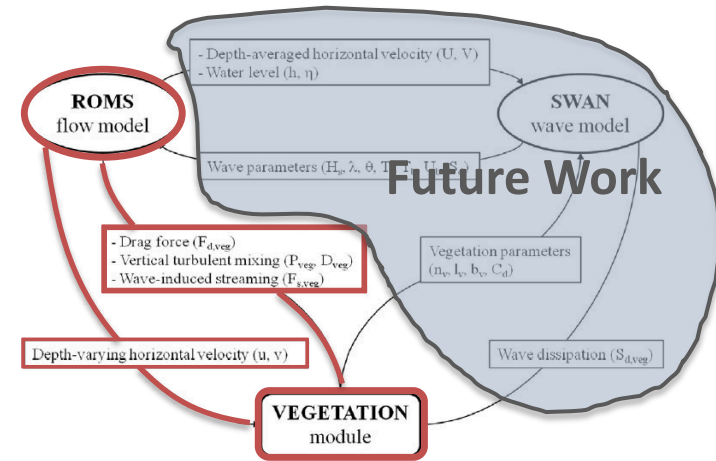 - Depth-averaged horizontal velocity (U, V)
- Water level (h, η)
ROMS
flow model
SWAN
wave model
Wave parameters (Hs, λ, θ, T
Future Work
- Drag force (Fd,veg)
- Vertical turbulent mixing (Pveg, Dveg)
- Wave-induced streaming (Fs,veg)
Vegetation parameters
(nv, lv, bv, Cd)
Depth-varying horizontal velocity (u, v)
Wave dissipation (Sd,veg)
VEGETATION
module